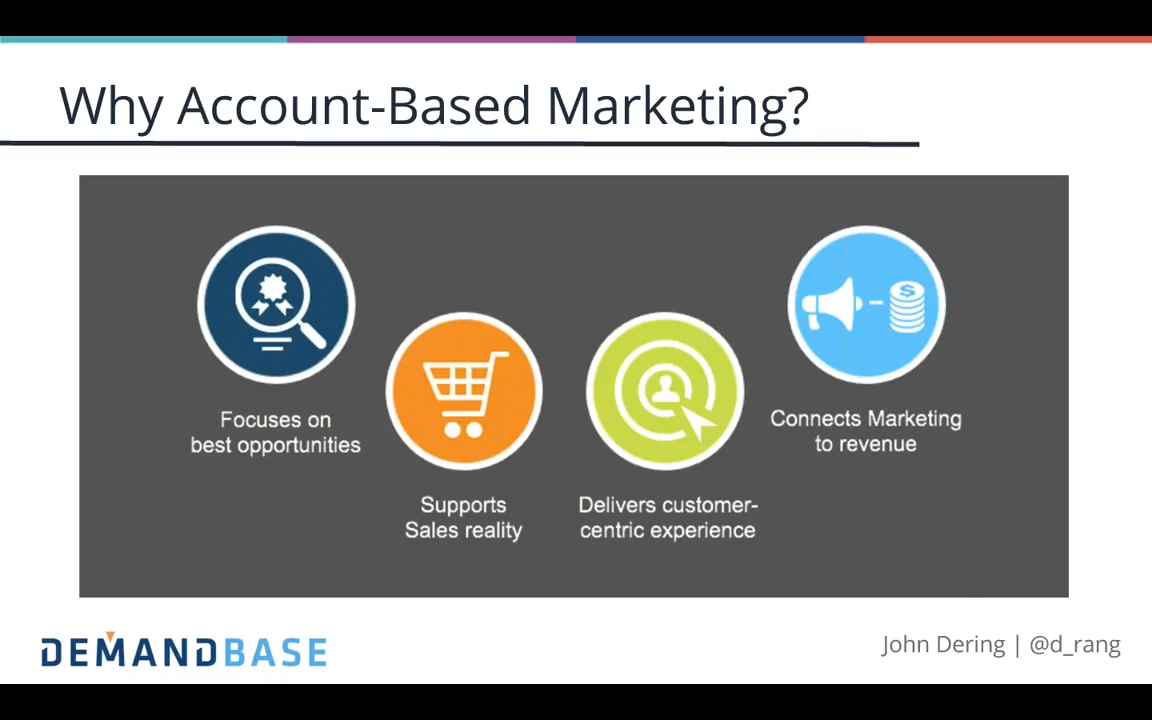 Why Account-Based Marketing?
Focuses on
best opportunities
Supports
Sales reality
Delivers customer-
centric experience
$
Connects Marketing
to revenue
DEMANDBASE
John Dering | @d_rang